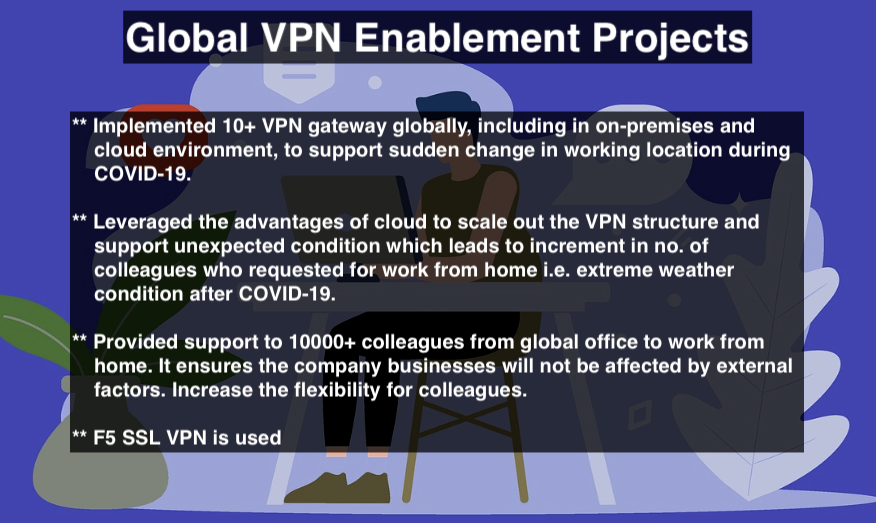 Global VPN Enablement Projects
** Implemented 10+ VPN gateway globally, including in on-premises and
cloud environment, to support sudden change in working location during
COVID-19.
** Leveraged the advantages of cloud to scale out the VPN structure and
support unexpected condition which leads to increment in no. of
colleagues who requested for work from home i.e. extreme weather
condition after COVID-19.
** Provided support to 10000+ colleagues from global office to work from
home. It ensures the company businesses will not be affected by external
factors. Increase the flexibility for colleagues.
** F5 SSL VPN is used